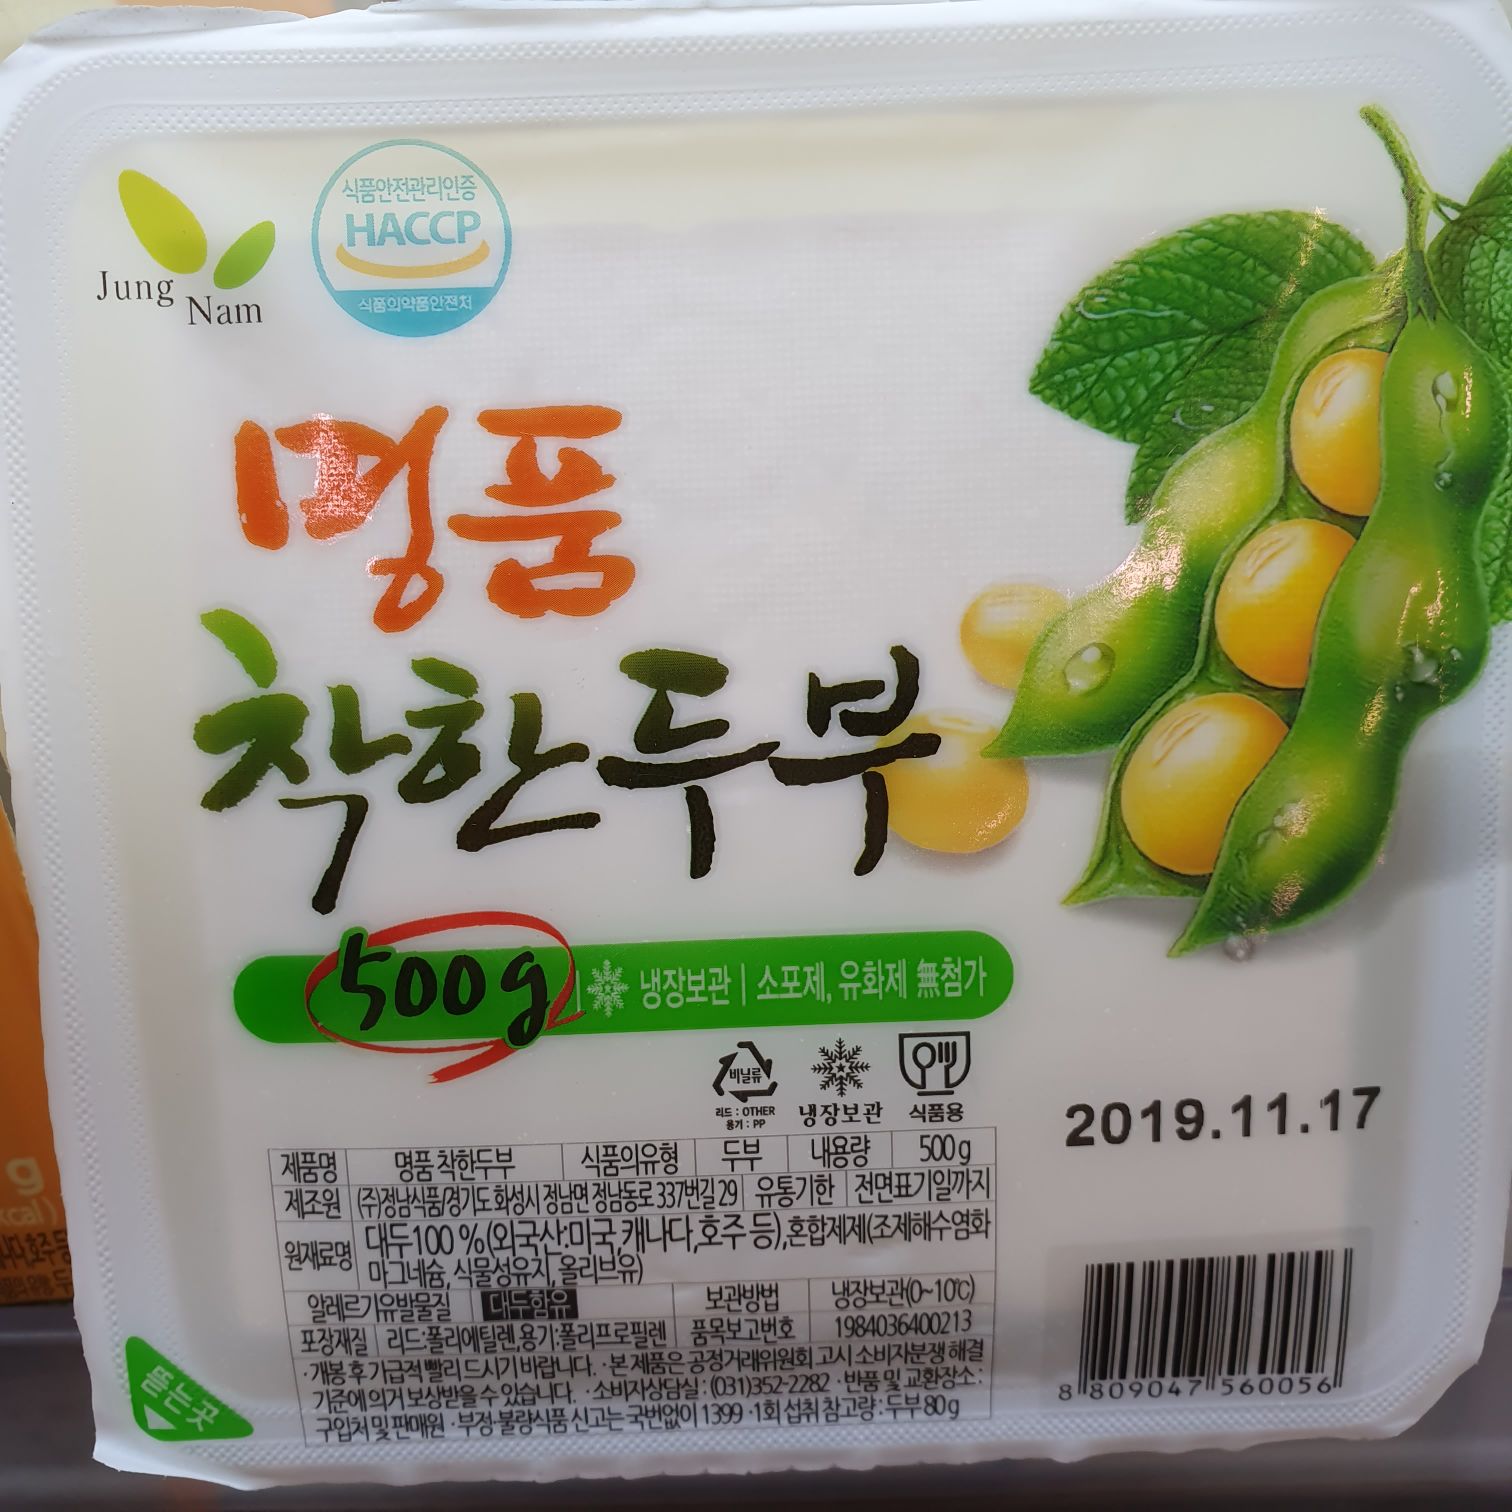 식품안전관리인증
HACCP
식품의약품안전처
Jung
Nam
명품
착한두부
500g | 냉장보관 | 소포제, 유화제 無첨가
비닐류
리드 : OTHER
용기 : PP
냉장보관
식품용
2019.11.17
제품명 명품 착한두부 식품의유형 두부 내용량 500g
제조원 (주)정남식품/경기도 화성시 정남면 정남동로 337번길 29 유통기한 전면표기일까지
원재료명 대두100%(외국산:미국,캐나다,호주 등),혼합제제(조제해수염화
마그네슘, 식물성유지, 올리브유)
알레르기유발물질 대두함유 보관방법 냉장보관(0~10℃)
포장재질 리드:폴리에틸렌,용기:폴리프로필렌 품목보고번호 1984036400213
·개봉 후 가급적 빨리 드시기 바랍니다. ·본 제품은 공정거래위원회 고시 소비자분쟁 해결
기준에 의거 보상받을 수 있습니다. ·소비자상담실 : (031)352-2282 ·반품 및 교환장소 :
구입처 및 판매원 ·부정·불량식품 신고는 국번없이 1399 ·1회 섭취 참고량 : 두부 80g
뜯는곳
8 809047 560056
g
kcal)